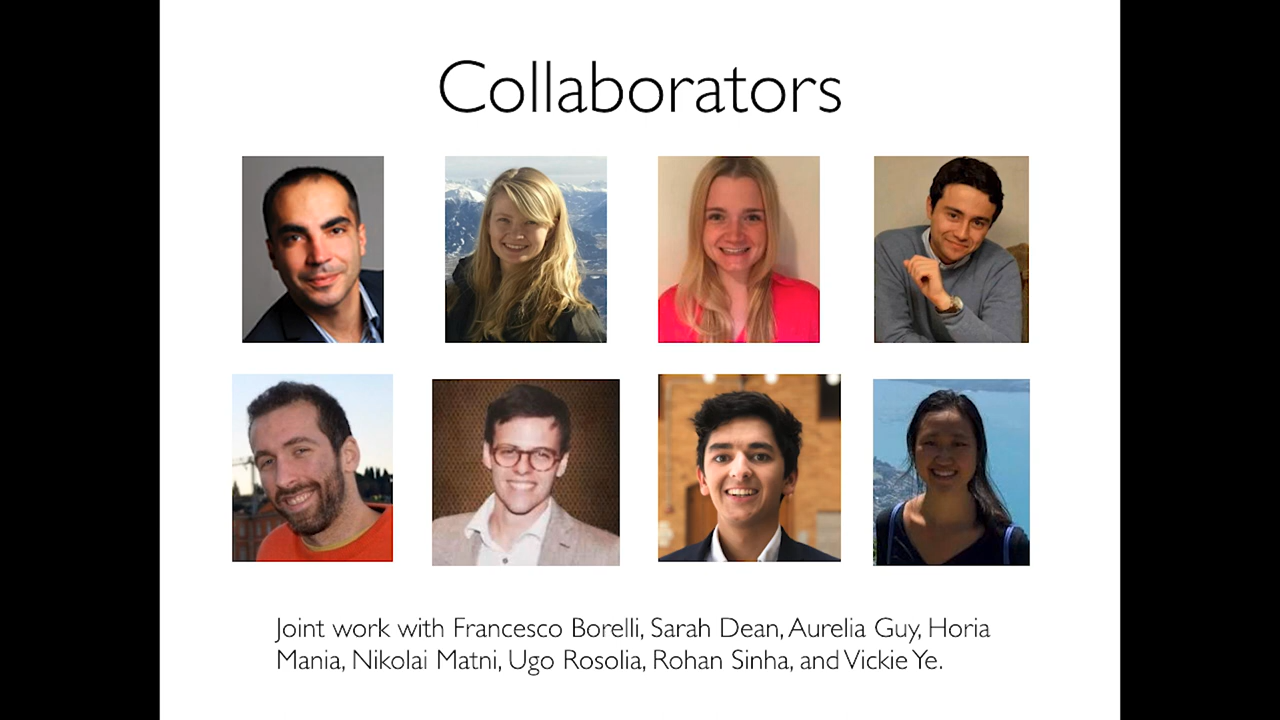 Collaborators
Joint work with Francesco Borelli, Sarah Dean, Aurelia Guy, Horia
Mania, Nikolai Matni, Ugo Rosolia, Rohan Sinha, and Vickie Ye.